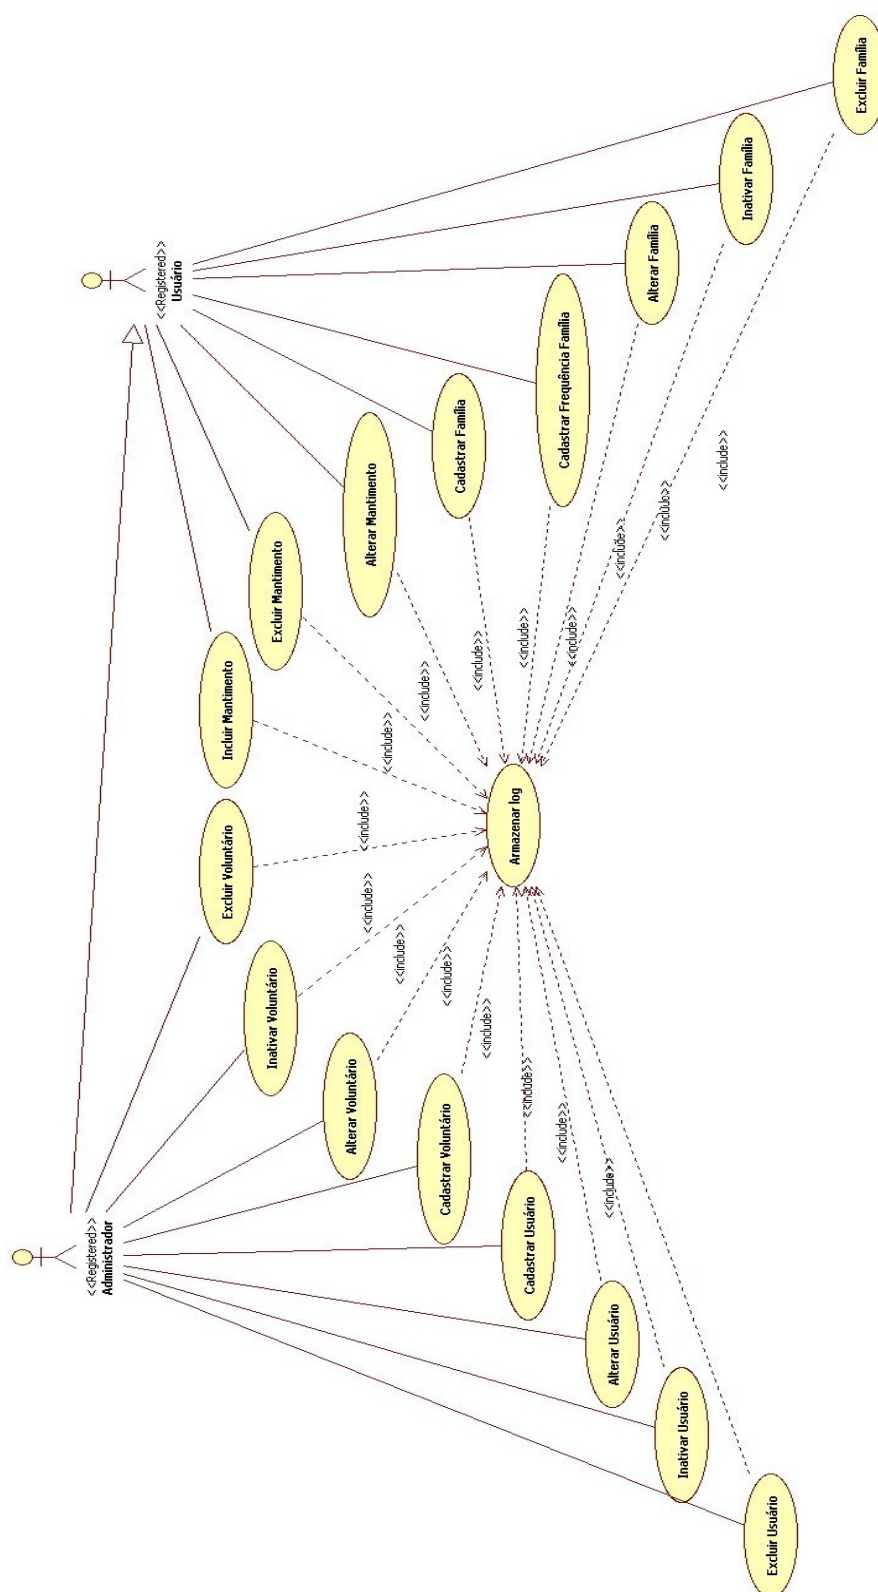 <<Registered>>
Administrador
<<Registered>>
Usuário
Excluir Voluntário
Incluir Mantimento
Inativar Voluntário
Excluir Mantimento
Alterar Voluntário
Alterar Mantimento
<<include>>
<<include>>
<<include>>
<<include>>
<<include>>
Cadastrar Voluntário
<<include>>
Cadastrar Família
<<include>>
<<include>>
Armazenar log
<<include>>
<<include>>
Cadastrar Usuário
<<include>>
Cadastrar Frequência Família
<<include>>
<<include>>
Alterar Usuário
<<include>>
Alterar Família
<<include>>
Inativar Usuário
<<include>>
Inativar Família
Excluir Usuário
Excluir Família